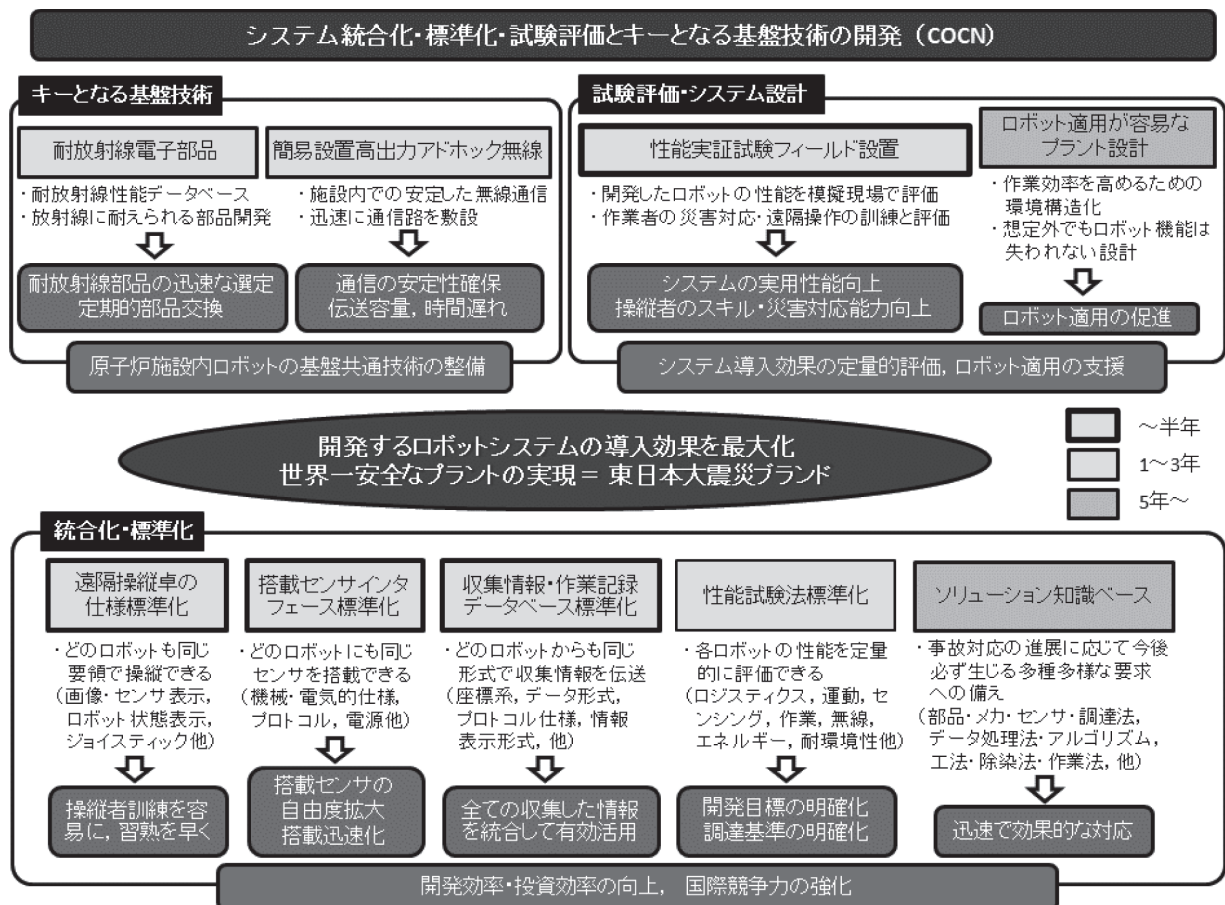 システム統合化・標準化・試験評価とキーとなる基盤技術の開発（COCN）
キーとなる基盤技術
耐放射線電子部品
・耐放射線性能データベース
・放射線に耐えられる部品開発
耐放射線部品の迅速な選定
定期的部品交換
簡易設置高出力アドホック無線
・施設内での安定した無線通信
・迅速に通信路を敷設
通信の安定性確保
伝送容量，時間遅れ
原子炉施設内ロボットの基盤共通技術の整備
試験評価・システム設計
性能実証試験フィールド設置
・開発したロボットの性能を模擬現場で評価
・作業者の災害対応・遠隔操作の訓練と評価
システムの実用性能向上
操縦者のスキル・災害対応能力向上
ロボット適用が容易な
プラント設計
・作業効率を高めるための
環境構造化
・想定外でもロボット機能は
失われない設計
ロボット適用の促進
システム導入効果の定量的評価，ロボット適用の支援
開発するロボットシステムの導入効果を最大化
世界一安全なプラントの実現＝ 東日本大震災ブランド
～半年
1～3年
5年～
統合化・標準化
遠隔操縦卓の
仕様標準化
・どのロボットも同じ
要領で操縦できる
（画像・センサ表示，
ロボット状態表示，
ジョイスティック他）
操縦者訓練を容
易に，習熟を早く
搭載センサインタ
フェース標準化
・どのロボットにも同じ
センサを搭載できる
（機械・電気的仕様，
プロトコル，電源他）
搭載センサの
自由度拡大
搭載迅速化
収集情報・作業記録
データベース標準化
・どのロボットからも同じ
形式で収集情報を伝送
（座標系，データ形式，
プロトコル仕様，情報
表示形式，他）
全ての収集した情報
を統合して有効活用
性能試験法標準化
・各ロボットの性能を定量
的に評価できる
（ロジスティクス，運動，セ
ンシング，作業，無線，
エネルギー，耐環境性他）
開発目標の明確化
調達基準の明確化
ソリューション知識ベース
・事故対応の進展に応じて今後
必ず生じる多種多様な要求
への備え
（部品・メカ・センサ・調達法，
データ処理法・アルゴリズム，
工法・除染法・作業法，他）
迅速で効果的な対応
開発効率・投資効率の向上， 国際競争力の強化